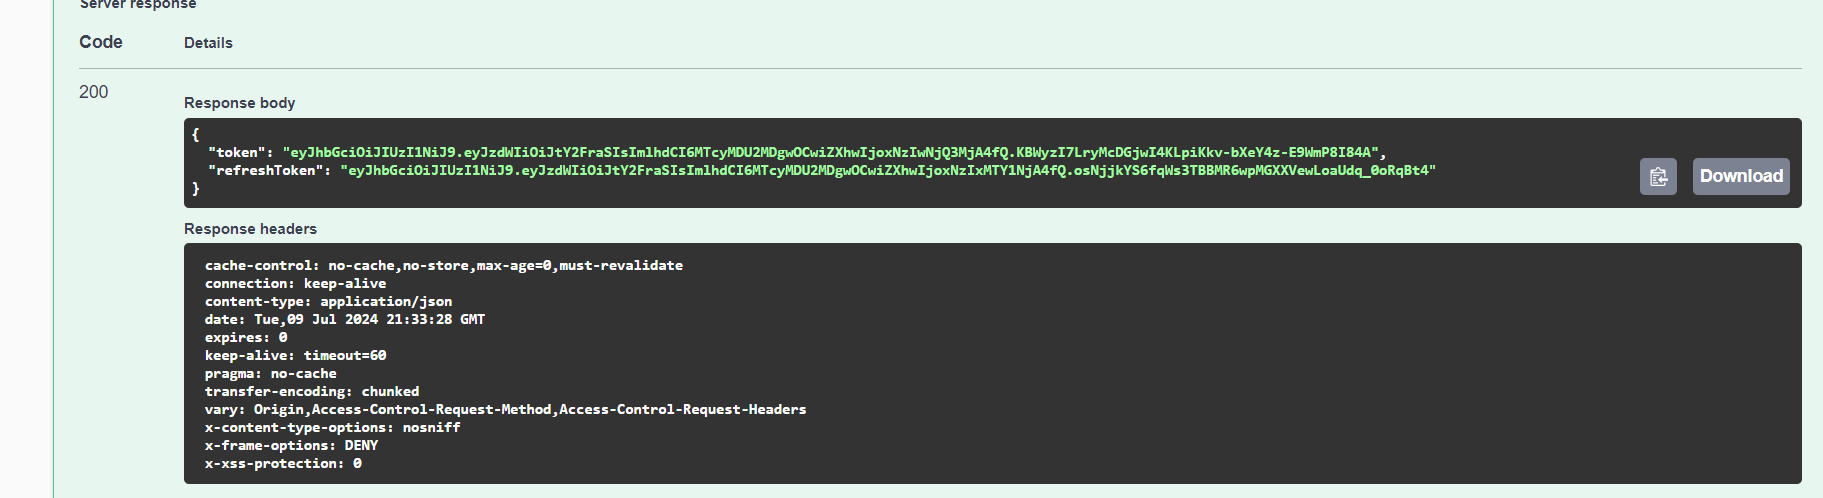 Server response
Code Details
200
Response body
{
"token": "eyJhbGciOiJIUzI1NiJ9.eyJzdWIiOiJtY2FraSIsImlhdCI6MTcyMDU2MDgwOCwiZXhwIjoxNzIwNjQ3MjA4fQ.KBWyzI7LryMcDGjwI4KLpiKkv-bXeY4z-E9WmP8I84A",
"refreshToken": "eyJhbGciOiJIUzI1NiJ9.eyJzdWIiOiJtY2FraSIsImlhdCI6MTcyMDU2MDgwOCwiZXhwIjoxNzIxMTY1NjA4fQ.osNjjkYS6fqWs3TBBMR6wpMGXXVewLoaUdq_0oRqBt4"
}
Download
Response headers
cache-control: no-cache,no-store,max-age=0,must-revalidate
connection: keep-alive
content-type: application/json
date: Tue,09 Jul 2024 21:33:28 GMT
expires: 0
keep-alive: timeout=60
pragma: no-cache
transfer-encoding: chunked
vary: Origin,Access-Control-Request-Method,Access-Control-Request-Headers
x-content-type-options: nosniff
x-frame-options: DENY
x-xss-protection: 0